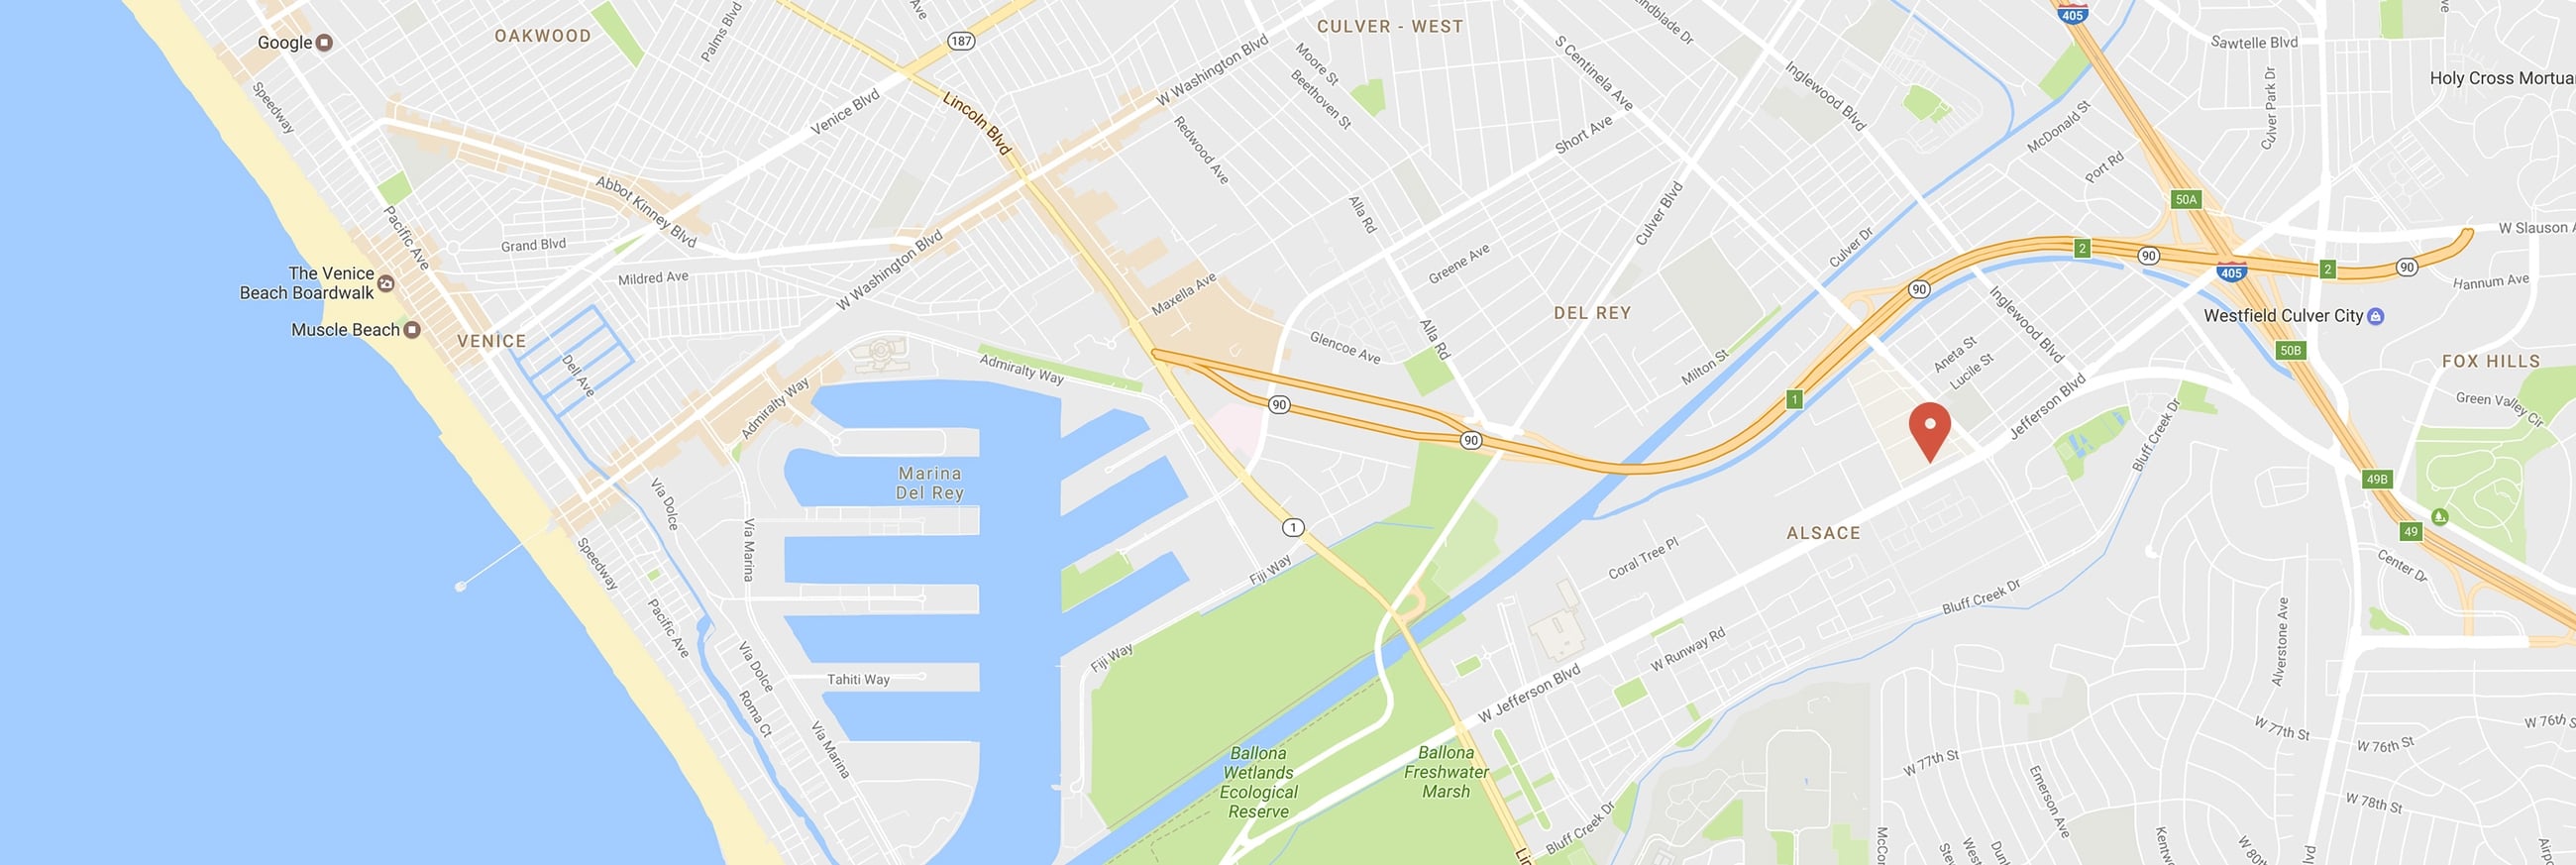 OAKWOOD
Palms Blvd
Ave
187
CULVER - WEST
405
Sawtelle Blvd
Google
Holy Cross Mortua
Speedway
Venice Blvd
Lincoln Blvd
W Washington Blvd
Moore St
Beethoven St
S Centinela Ave
Inglewood Blvd
Culver Park Dr
McDonald St
Port Rd
Short Ave
Redwood Ave
Abbot Kinney Blvd
Pacific Ave
Grand Blvd
Mildred Ave
W Washington Blvd
Alla Rd
Culver Blvd
50A
W Slauson A
Culver Dr
Greene Ave
Maxella Ave
2
90
405
2
90
Hannum Ave
The Venice
Beach Boardwalk
Muscle Beach
VENICE
Dell Ave
90
DEL REY
Westfield Culver City
Inglewood Blvd
Glencoe Ave
Alla Rd
Milton St
Aneta St
Lucile St
50B
FOX HILLS
Admiralty Way
Admiralty Way
90
90
1
Jefferson Blvd
Green Valley Cir
Bluff Creek Dr
Marina
Del Rey
49B
Via Dolce
Via Marina
1
ALSACE
49
Speedway
Fiji Way
Coral Tree Pl
Center Dr
Bluff Creek Dr
Pacific Ave
Via Dolce
Fiji Way
W Runway Rd
Alverstone Ave
Tahiti Way
Roma Ct
Via Marina
W Jefferson Blvd
W 77th St
W 76th St
W 76th S
W 77th St
Ballona
Wetlands
Ecological
Reserve
Ballona
Freshwater
Marsh
Emerson Ave
W 78th St
Bluff Creek Dr
Lin
McCon
Kentw
W 80th
lvd